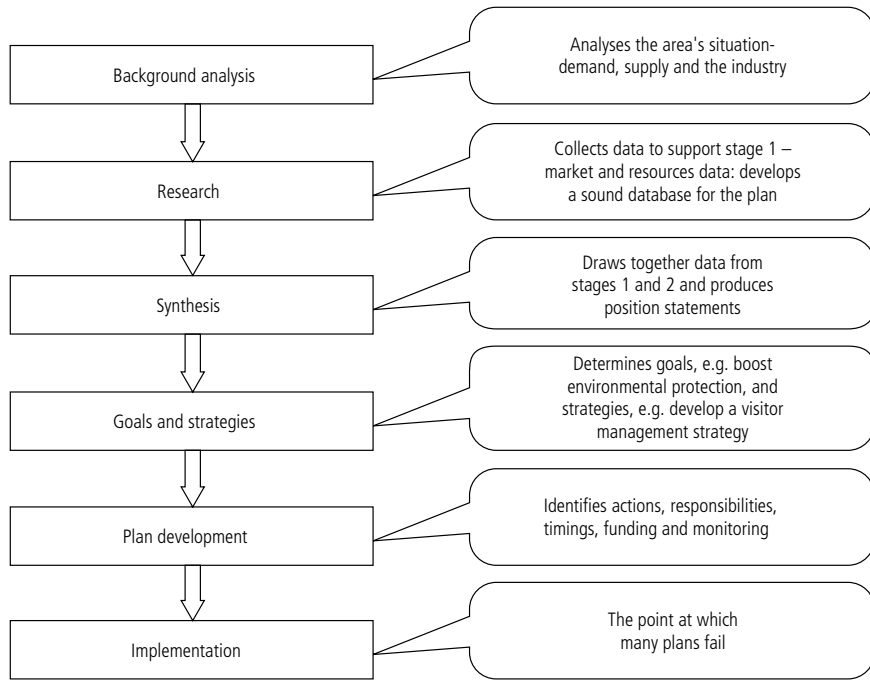 Background analysis
Analyses the area's situation-
demand, supply and the industry
Research
Collects data to support stage 1 –
market and resources data: develops
a sound database for the plan
Synthesis
Draws together data from
stages 1 and 2 and produces
position statements
Goals and strategies
Determines goals, e.g. boost
environmental protection, and
strategies, e.g. develop a visitor
management strategy
Plan development
Identifies actions, responsibilities,
timings, funding and monitoring
Implementation
The point at which
many plans fail